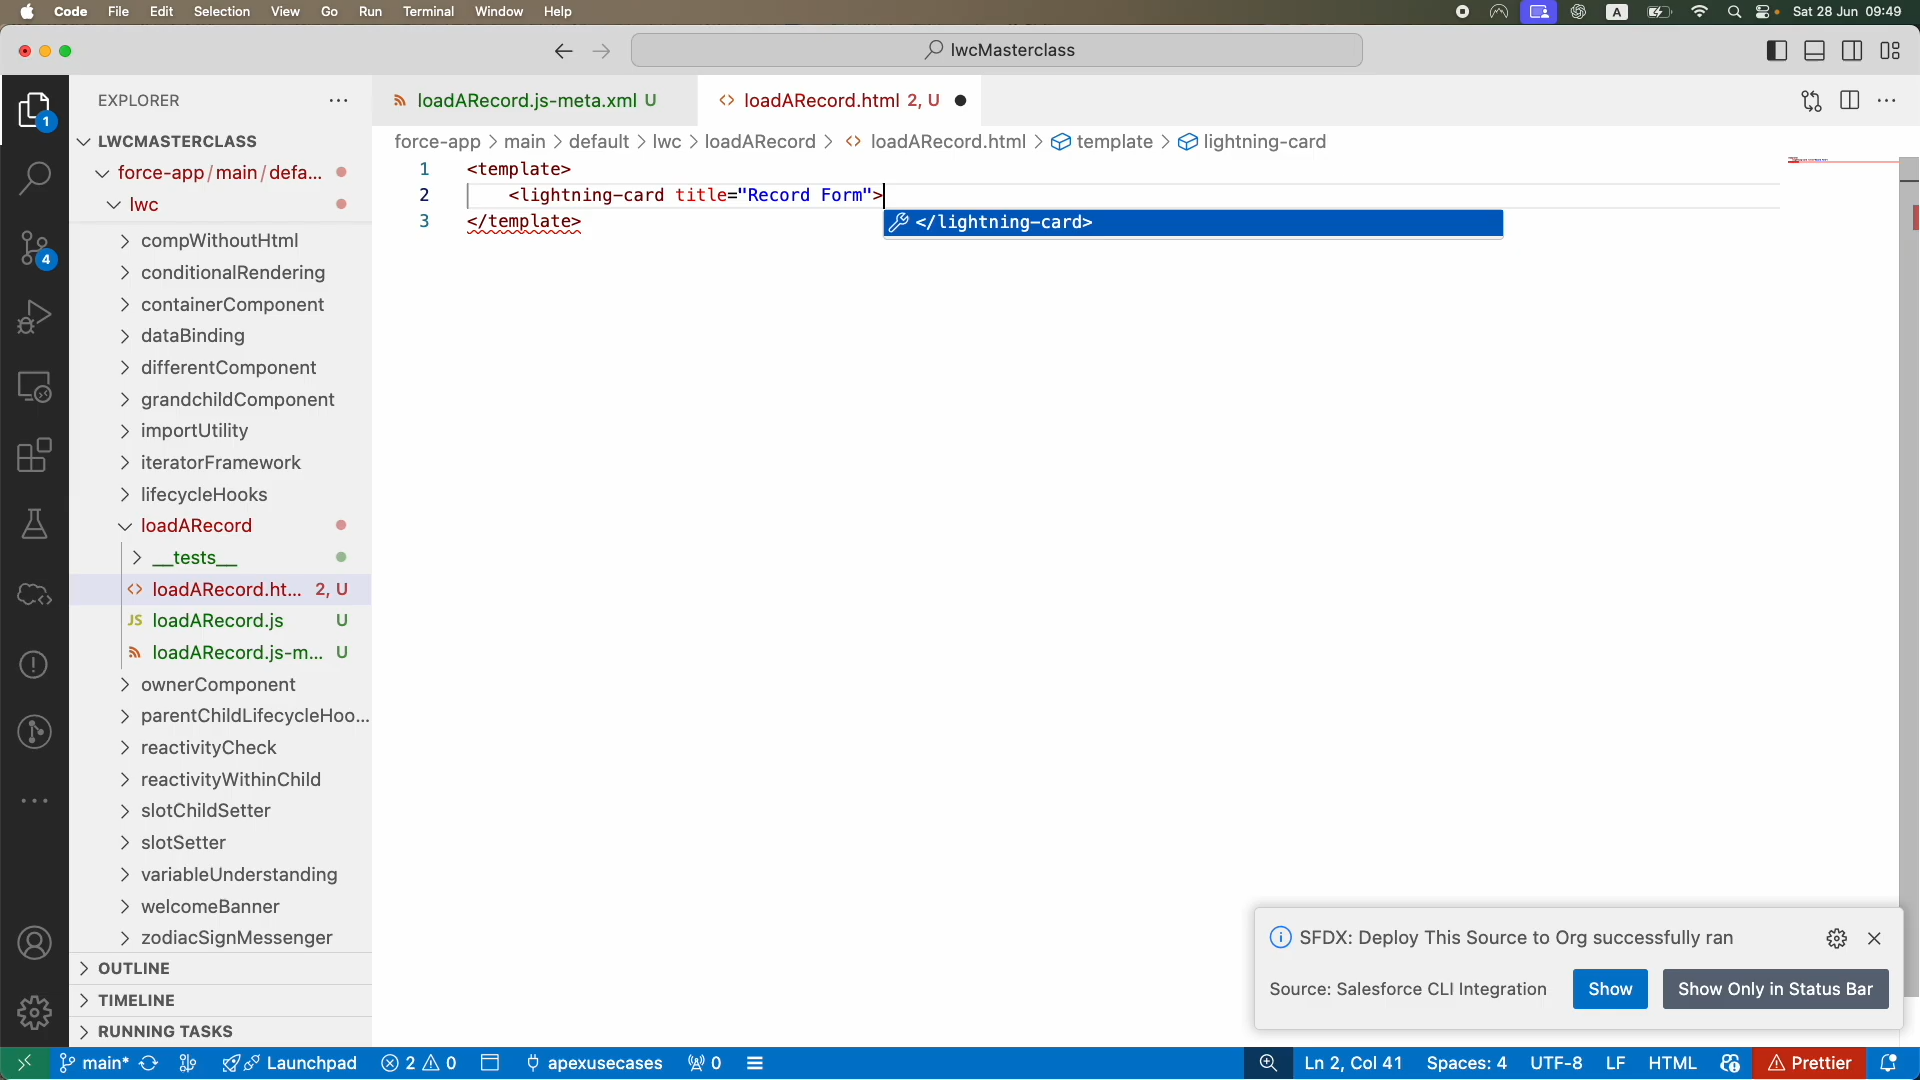 Code File Edit Selection View Go Run Terminal Window Help A Sat 28 Jun 09:49
lwcMasterclass
EXPLORER
loadARecord.js-meta.xml U
loadARecord.html 2, U
LWCMASTERCLASS
force-app > main > default > lwc > loadARecord > loadARecord.html > template > lightning-card
force-app/main/defa...
lwc
compWithoutHtml
conditionalRendering
containerComponent
dataBinding
differentComponent
grandchildComponent
importUtility
iteratorFramework
lifecycleHooks
loadARecord
__tests__
loadARecord.ht... 2, U
loadARecord.js U
loadARecord.js-m... U
ownerComponent
parentChildLifecycleHoo...
reactivityCheck
reactivityWithinChild
slotChildSetter
slotSetter
variableUnderstanding
welcomeBanner
zodiacSignMessenger
OUTLINE
TIMELINE
RUNNING TASKS
1
4
1 <template>
2 <lightning-card title="Record Form">
3 </template>
</lightning-card>
SFDX: Deploy This Source to Org successfully ran
Source: Salesforce CLI Integration
Show
Show Only in Status Bar
main* Launchpad 2 0 apexusecases 0 Ln 2, Col 41 Spaces: 4 UTF-8 LF HTML Prettier